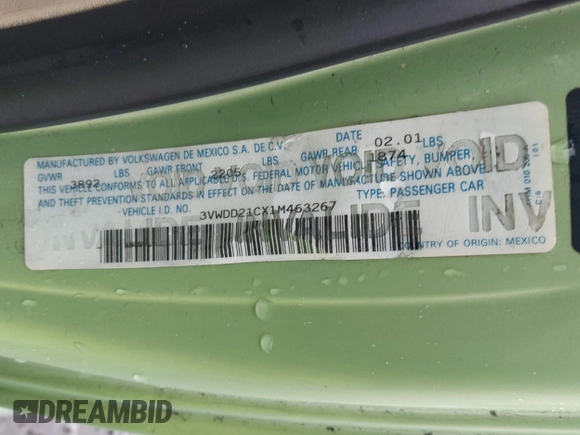 MANUFACTURED BY VOLKSWAGEN DE MEXICO S.A. DE C.V. DATE 02.01
GVWR 3892 LBS GAWR FRONT 2205 LBS GAWR REAR 1874 LBS
THIS VEHICLE CONFORMS TO ALL APPLICABLE U.S. FEDERAL MOTOR VEHICLE SAFETY, BUMPER,
AND THEFT PREVENTION STANDARDS IN EFFECT ON THE DATE OF MANUFACTURE SHOWN ABOVE.
VEHICLE I.D. NO. 3VWDD21CX1M463267 TYPE: PASSENGER CAR
COUNTRY OF ORIGIN: MEXICO
VOID
INV
DREAMBID